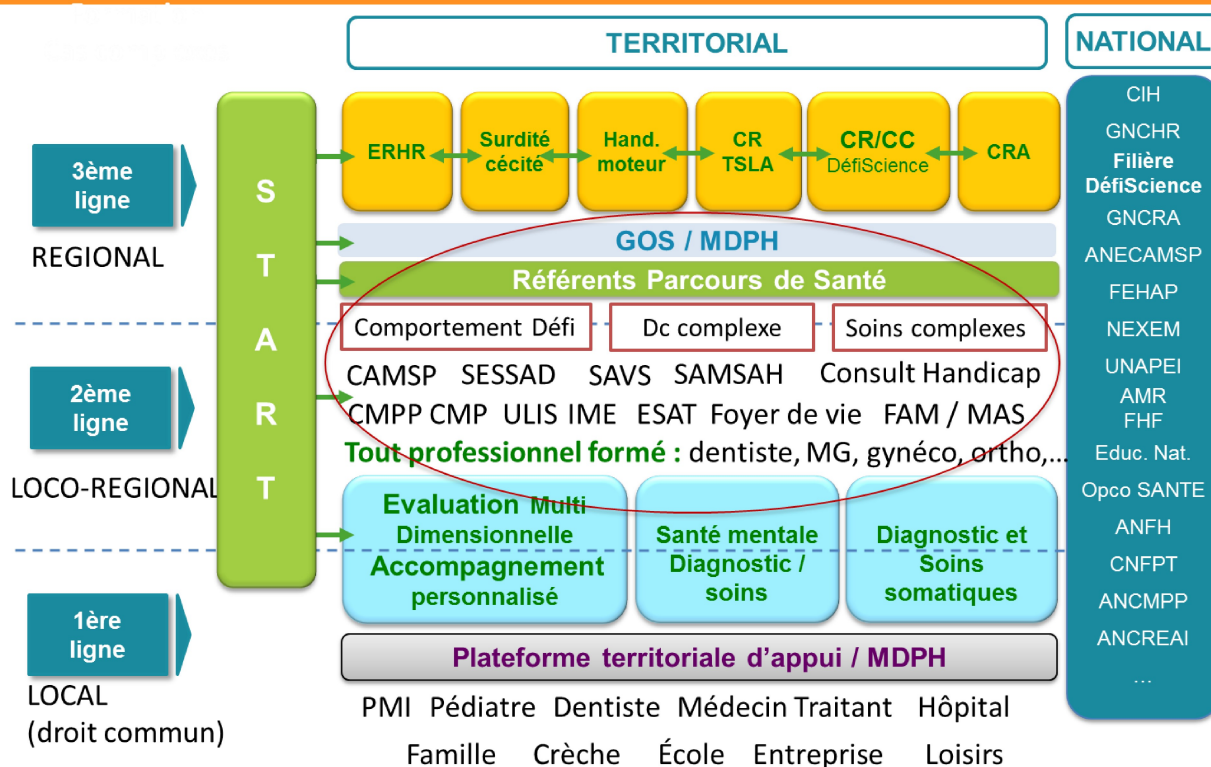 TERRITORIAL
NATIONAL
3ème
ligne
REGIONAL
2ème
ligne
LOCO-REGIONAL
1ère
ligne
LOCAL
(droit commun)
S
T
A
R
T
ERHR
Surdité
cécité
Hand.
moteur
CR
TSLA
CR/CC
DéfiScience
CRA
GOS / MDPH
Référents Parcours de Santé
Comportement Défi
Dc complexe
Soins complexes
CAMSP SESSAD SAVS SAMSAH Consult Handicap
CMPP CMP ULIS IME ESAT Foyer de vie FAM / MAS
Tout professionnel formé : dentiste, MG, gynéco, ortho,...
Evaluation Multi
Dimensionnelle
Accompagnement
personnalisé
Santé mentale
Diagnostic /
soins
Diagnostic et
Soins
somatiques
Plateforme territoriale d'appui / MDPH
PMI Pédiatre Dentiste Médecin Traitant Hôpital
Famille Crèche École Entreprise Loisirs
CIH
GNCHR
Filière
DéfiScience
GNCRA
ANECAMSP
FEHAP
NEXEM
UNAPEI
AMR
FHF
Educ. Nat.
Opco SANTE
ANFH
CNFPT
ANCMPP
ANCREAI
...